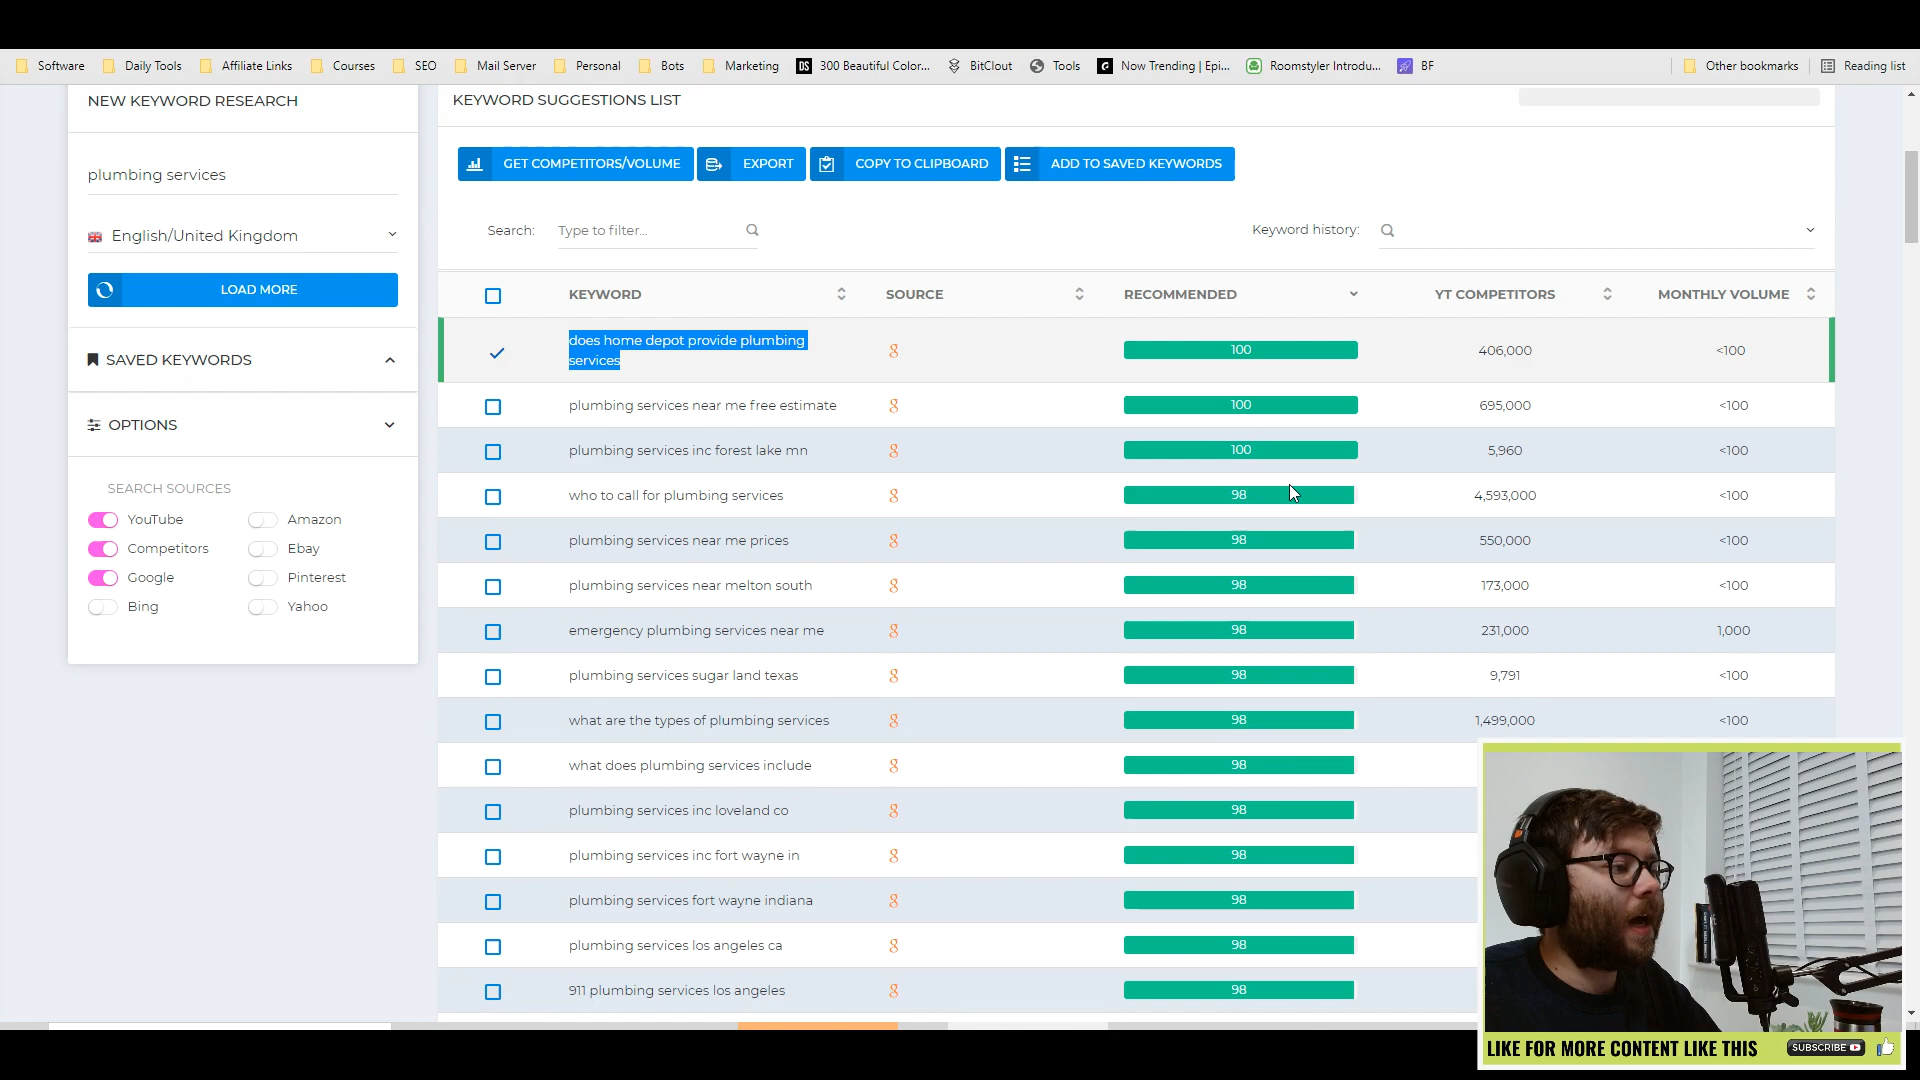 Software Daily Tools Affiliate Links Courses SEO Mail Server Personal Bots Marketing DS 300 Beautiful Color... BitClout Tools Now Trending | Epi... Roomstyler Introdu... BF Other bookmarks Reading list
NEW KEYWORD RESEARCH
plumbing services
English/United Kingdom
LOAD MORE
SAVED KEYWORDS
OPTIONS
SEARCH SOURCES
YouTube Amazon
Competitors Ebay
Google Pinterest
Bing Yahoo
KEYWORD SUGGESTIONS LIST
GET COMPETITORS/VOLUME EXPORT COPY TO CLIPBOARD ADD TO SAVED KEYWORDS
Search: Type to filter... Keyword history:
KEYWORD SOURCE RECOMMENDED YT COMPETITORS MONTHLY VOLUME
does home depot provide plumbing
services g 100 406,000 <100
plumbing services near me free estimate g 100 695,000 <100
plumbing services inc forest lake mn g 100 5,960 <100
who to call for plumbing services g 98 4,593,000 <100
plumbing services near me prices g 98 550,000 <100
plumbing services near melton south g 98 173,000 <100
emergency plumbing services near me g 98 231,000 1,000
plumbing services sugar land texas g 98 9,791 <100
what are the types of plumbing services g 98 1,499,000 <100
what does plumbing services include g 98
plumbing services inc loveland co g 98
plumbing services inc fort wayne in g 98
plumbing services fort wayne indiana g 98
plumbing services los angeles ca g 98
911 plumbing services los angeles g 98
LIKE FOR MORE CONTENT LIKE THIS SUBSCRIBE